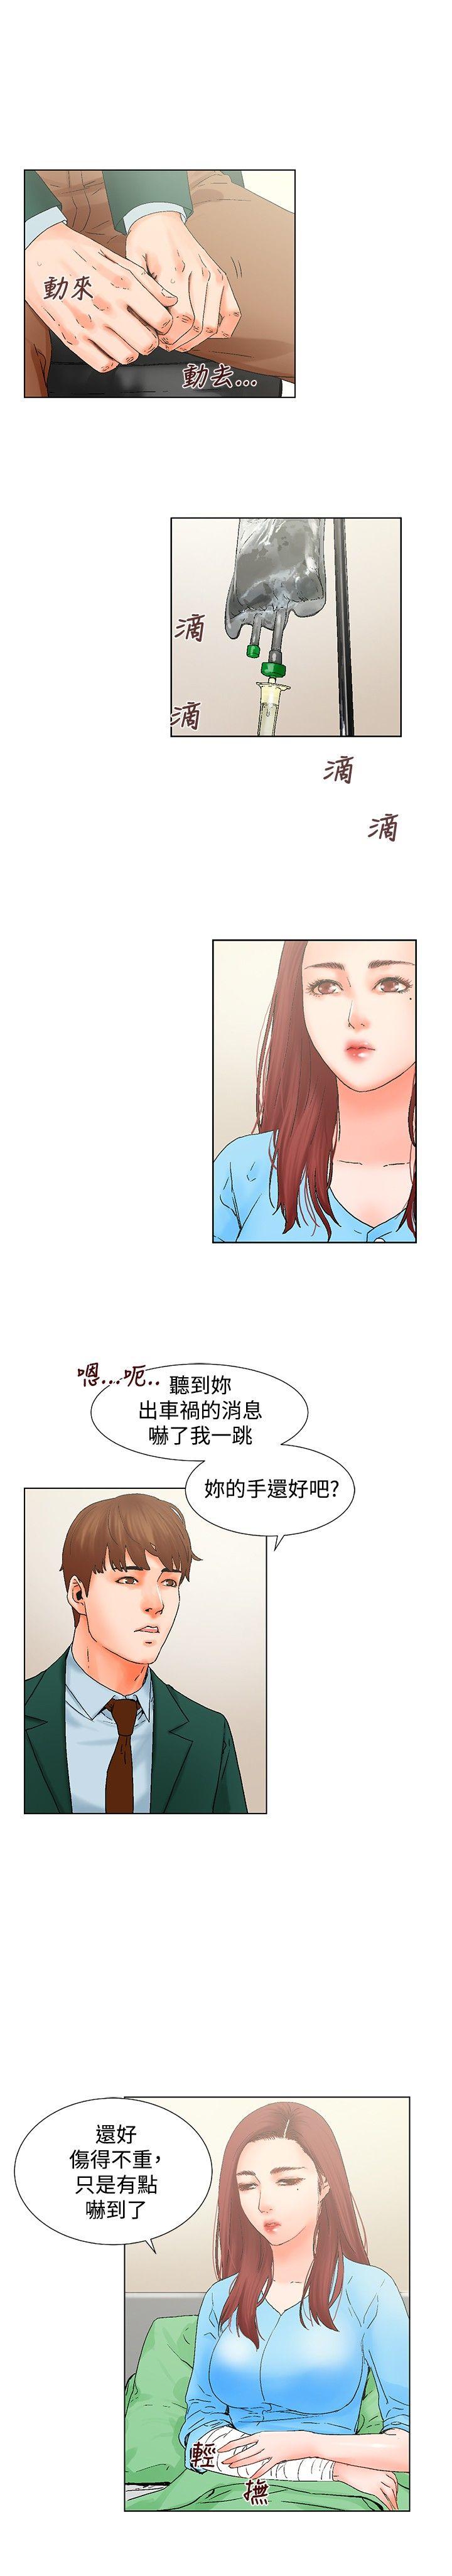 動來
動去…
滴
滴
滴
滴
嗯…呃..
聽到妳
出車禍的消息
嚇了我一跳
妳的手還好吧?
還好
傷得不重,
只是有點
嚇到了
輕
撫